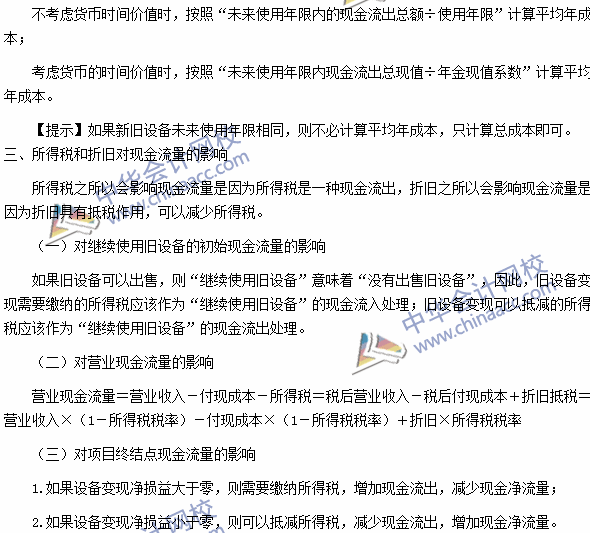 不考虑货币时间价值时，按照“未来使用年限内的现金流出总额÷使用年限”计算平均年成
本；
考虑货币的时间价值时，按照“未来使用年限内现金流出总现值÷年金现值系数”计算平均
年成本。
【提示】如果新旧设备未来使用年限相同，则不必计算平均年成本，只计算总成本即可。
三、所得税和折旧对现金流量的影响
所得税之所以会影响现金流量是因为所得税是一种现金流出，折旧之所以会影响现金流量是
因为折旧具有抵税作用，可以减少所得税。
（一）对继续使用旧设备的初始现金流量的影响
如果旧设备可以出售，则“继续使用旧设备”意味着“没有出售旧设备”，因此，旧设备变
现需要缴纳的所得税应该作为“继续使用旧设备”的现金流入处理；旧设备变现可以抵减的所得
税应该作为“继续使用旧设备”的现金流出处理。
（二）对营业现金流量的影响
营业现金流量＝营业收入－付现成本－所得税＝税后营业收入－税后付现成本＋折旧抵税＝
营业收入×（1－所得税税率）－付现成本×（1－所得税税率）＋折旧×所得税税率
（三）对项目终结点现金流量的影响
1.如果设备变现净损益大于零，则需要缴纳所得税，增加现金流出，减少现金净流量；
2.如果设备变现净损益小于零，则可以抵减所得税，减少现金流出，增加现金净流量。
中华会计网校
www.chinaacc.com
中华会计网校
www.chinaacc.com